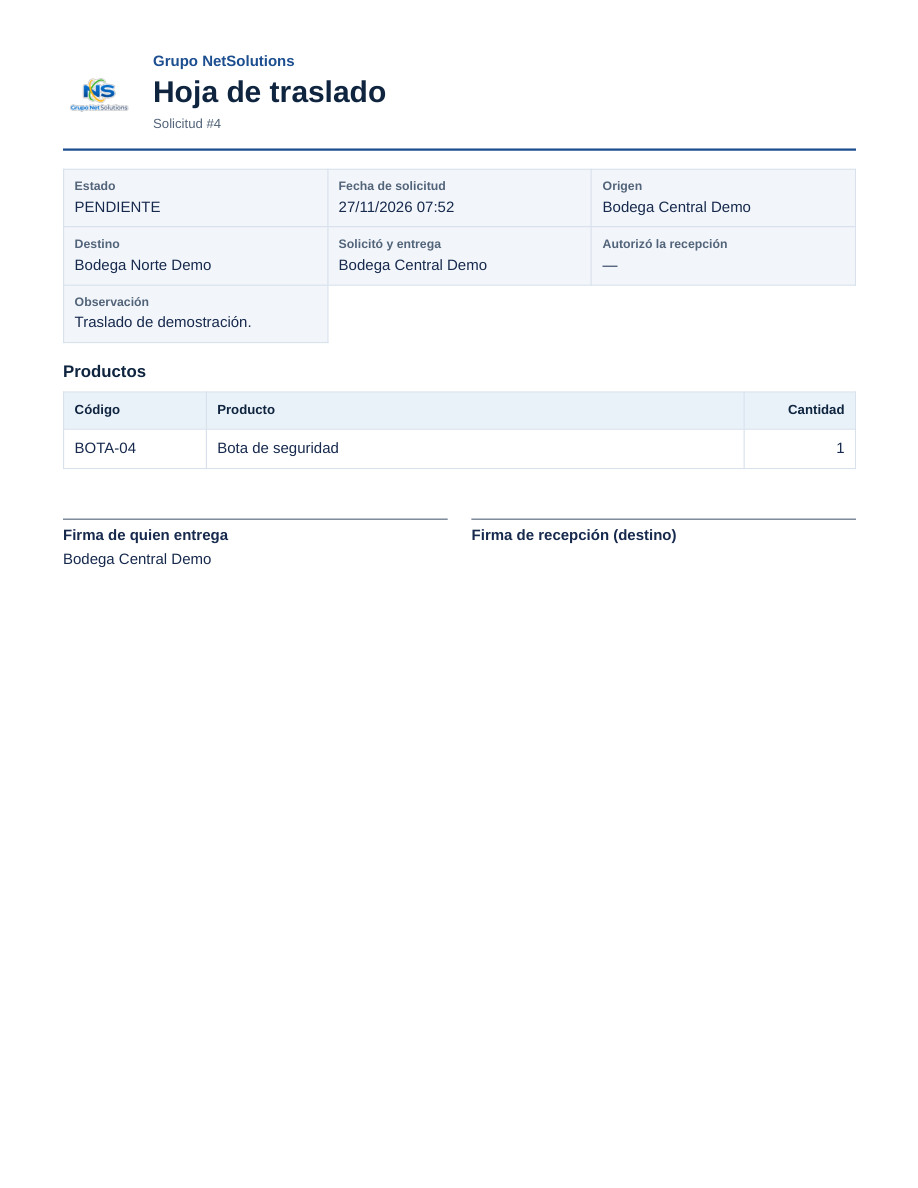 Grupo NetSolutions
Hoja de traslado
Solicitud #4
NS
Grupo NetSolutions
Estado
PENDIENTE
Fecha de solicitud
27/11/2026 07:52
Origen
Bodega Central Demo
Destino
Bodega Norte Demo
Solicitó y entrega
Bodega Central Demo
Autorizó la recepción
—
Observación
Traslado de demostración.
Productos
Código Producto Cantidad
BOTA-04 Bota de seguridad 1
Firma de quien entrega
Bodega Central Demo
Firma de recepción (destino)